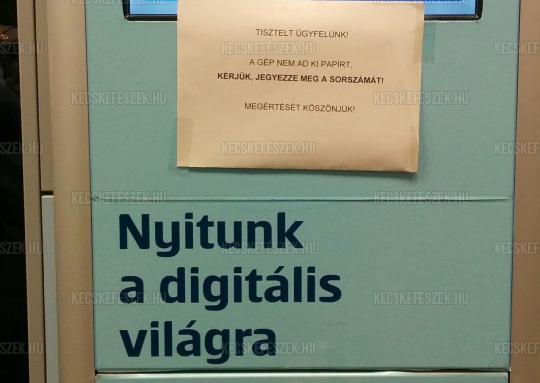 TISZTELT ÜGYFELÜNK!
A GÉP NEM AD KI PAPÍRT,
KÉRJÜK, JEGYEZZE MEG A SORSZÁMÁT!
MEGÉRTÉSÉT KÖSZÖNJÜK!
Nyitunk
a digitális
világra
KECSKEFESZEK.HU